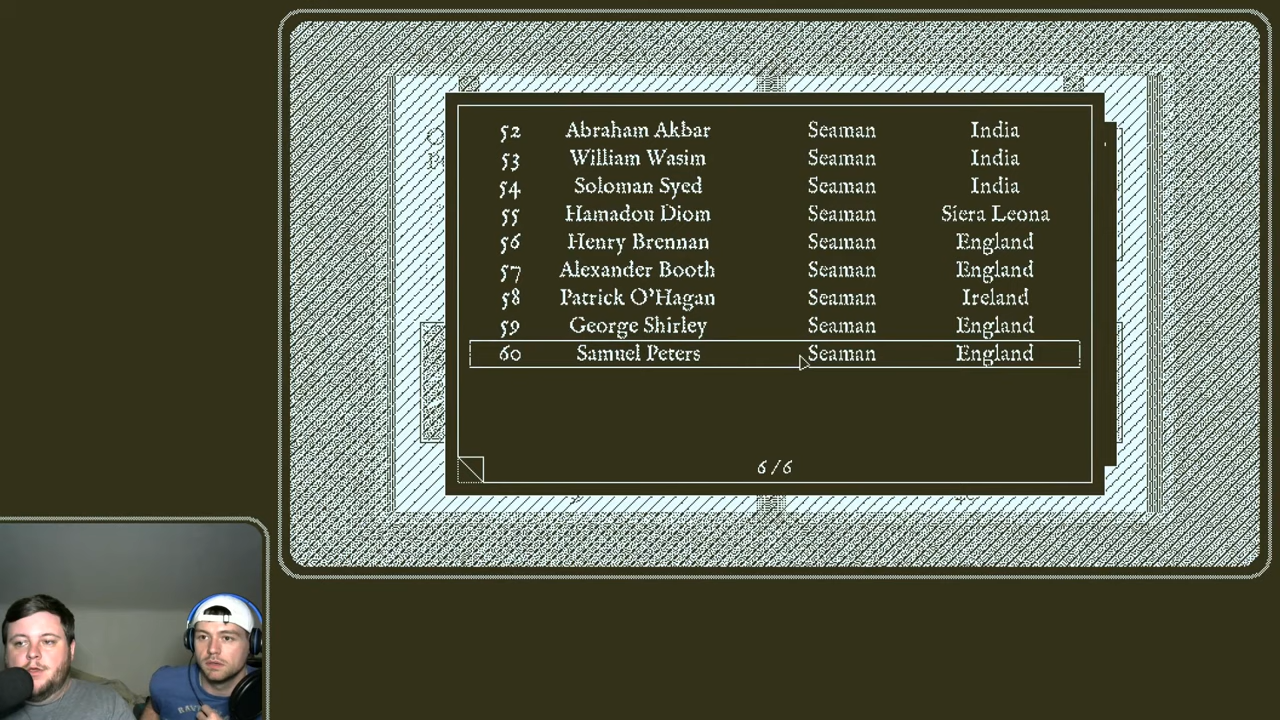 52 Abraham Akbar Seaman India
53 William Wasim Seaman India
54 Soloman Syed Seaman India
55 Hamadou Diom Seaman Siera Leona
56 Henry Brennan Seaman England
57 Alexander Booth Seaman England
58 Patrick O'Hagan Seaman Ireland
59 George Shirley Seaman England
60 Samuel Peters Seaman England
6/6